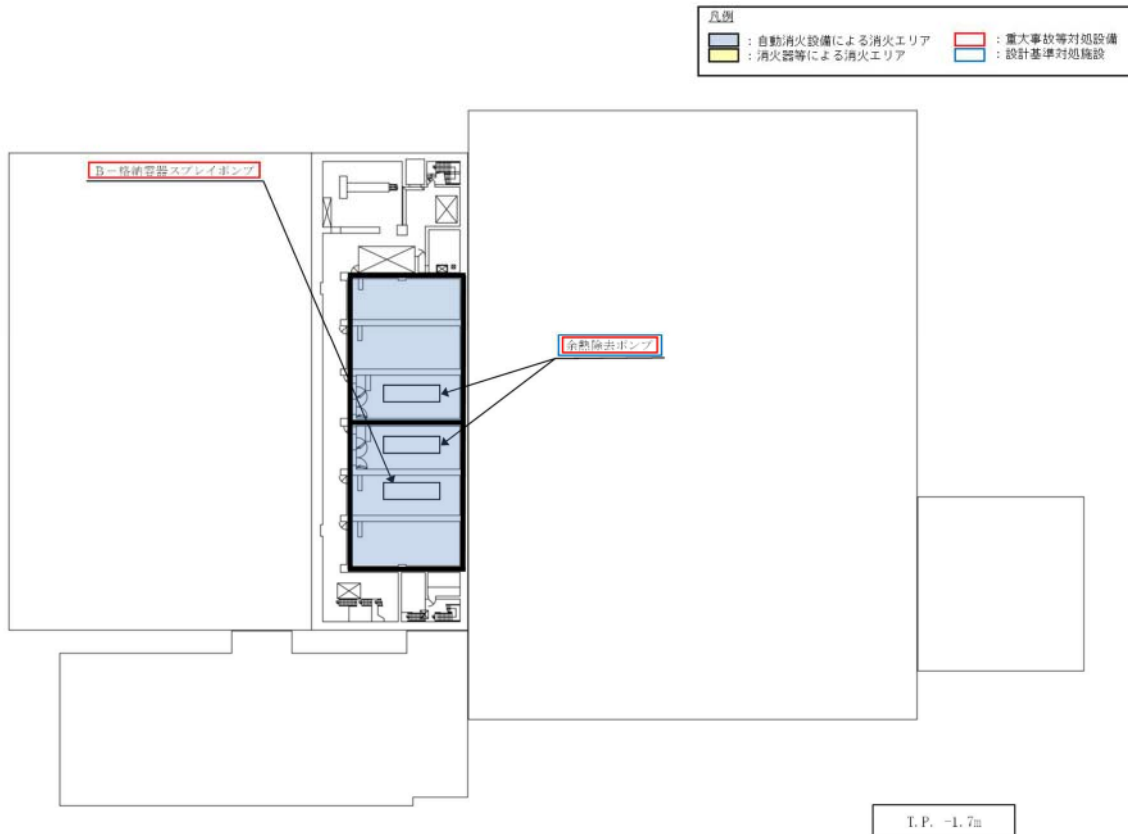 凡例
：自動消火設備による消火エリア
：重大事故等対処設備
：消火器等による消火エリア
：設計基準対処施設
B－格納容器スプレイポンプ
余熱除去ポンプ
T.P. -1.7m